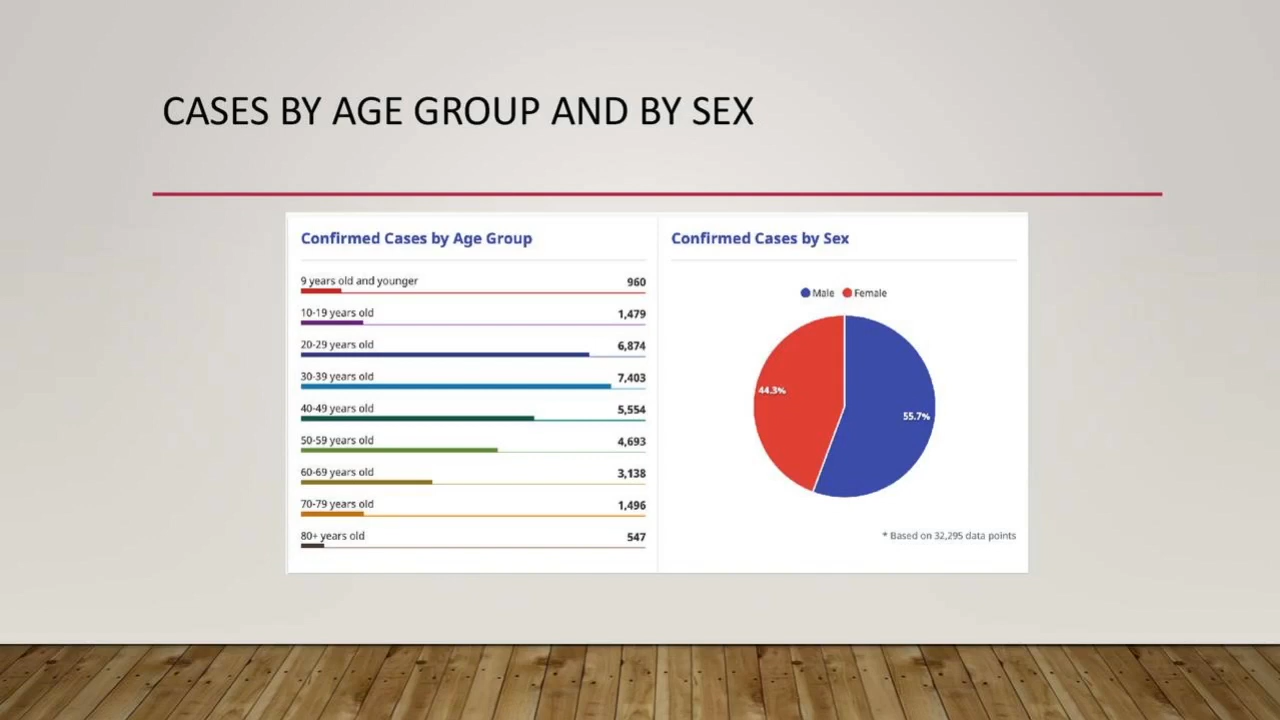 CASES BY AGE GROUP AND BY SEX
Confirmed Cases by Age Group
9 years old and younger 960
10-19 years old 1,479
20-29 years old 6,874
30-39 years old 7,403
40-49 years old 5,554
50-59 years old 4,693
60-69 years old 3,138
70-79 years old 1,496
80+ years old 547
Confirmed Cases by Sex
Male Female
44.3%
55.7%
* Based on 32,295 data points